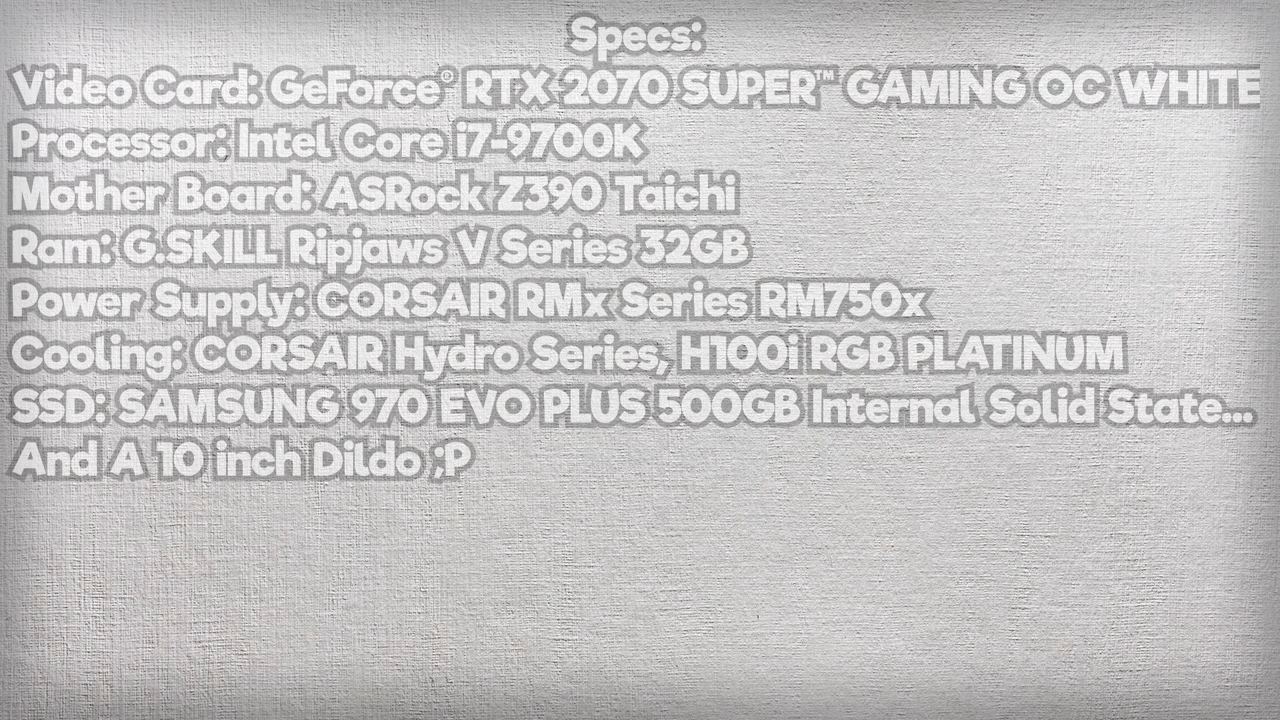 Specs:
Video Card: GeForce® RTX 2070 SUPER™ GAMING OC WHITE
Processor: Intel Core i7-9700K
Mother Board: ASRock Z390 Taichi
Ram: G.SKILL Ripjaws V Series 32GB
Power Supply: CORSAIR RMx Series RM750x
Cooling: CORSAIR Hydro Series, H100i RGB PLATINUM
SSD: SAMSUNG 970 EVO PLUS 500GB Internal Solid State...
And A 10 inch Dildo ;P